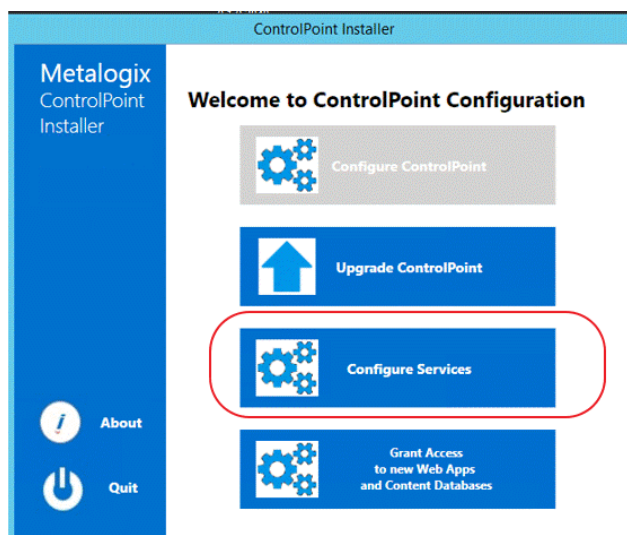 ControlPoint Installer
Metalogix
ControlPoint
Installer
Welcome to ControlPoint Configuration
Configure ControlPoint
Upgrade ControlPoint
Configure Services
Grant Access
to new Web Apps
and Content Databases
About
Quit